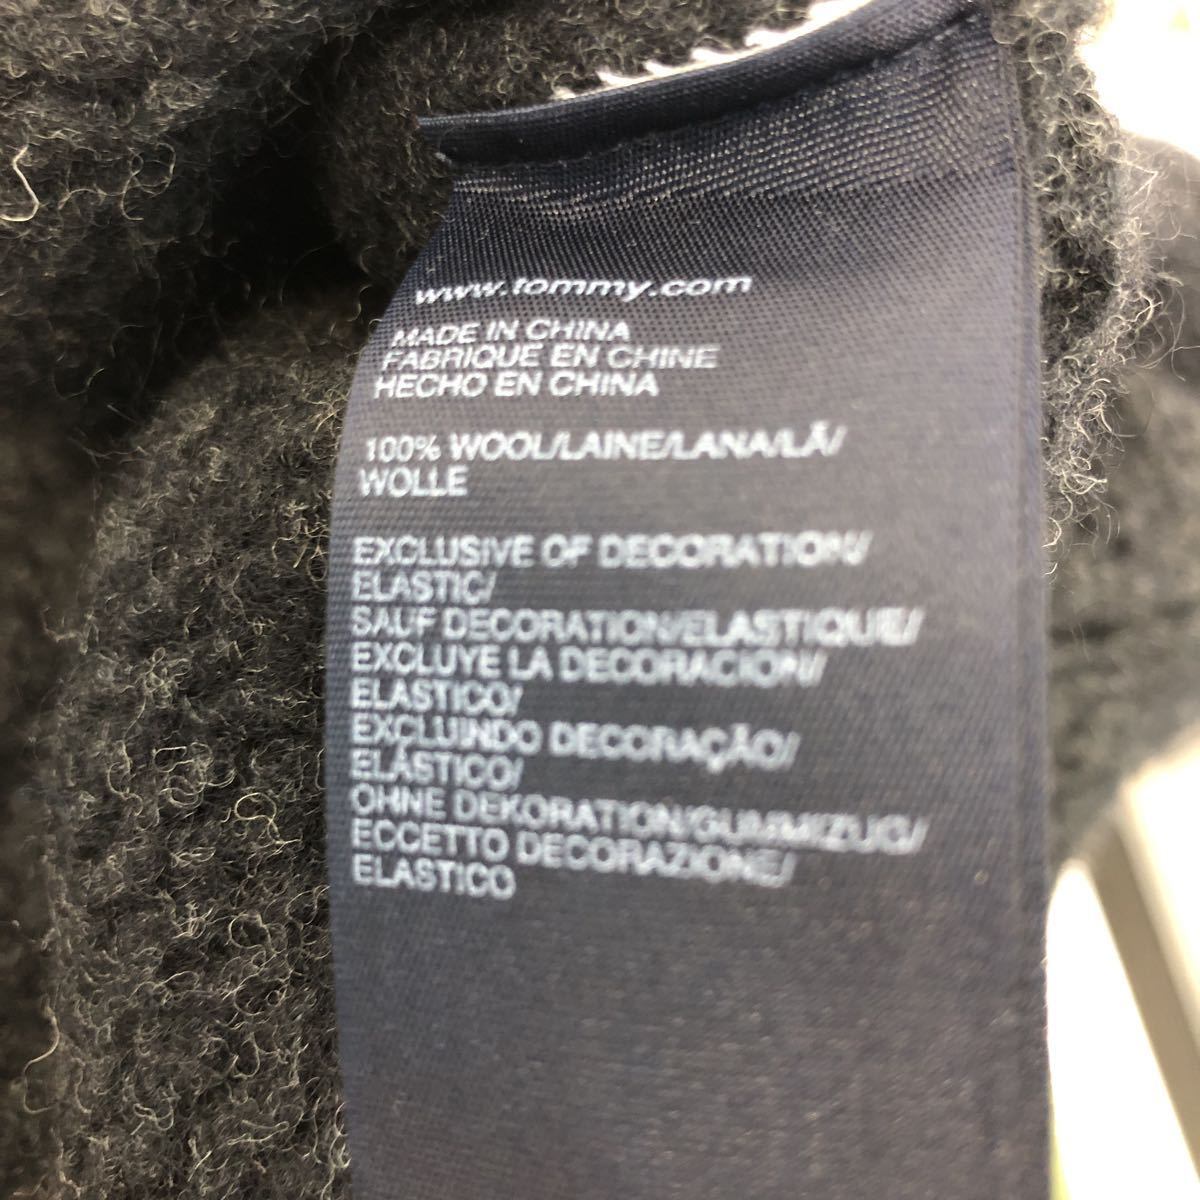 www.tommy.com
MADE IN CHINA
FABRIQUE EN CHINE
HECHO EN CHINA
100% WOOL/LAINE/LANA/LÃ/
WOLLE
EXCLUSIVE OF DECORATION/
ELASTIC/
SAUF DECORATION/ELASTIQUE/
EXCLUYE LA DECORACION/
ELASTICO/
EXCLUINDO DECORAÇÃO/
ELÁSTICO/
OHNE DEKORATION/GUMMIZUG/
ECCETTO DECORAZIONE/
ELASTICO